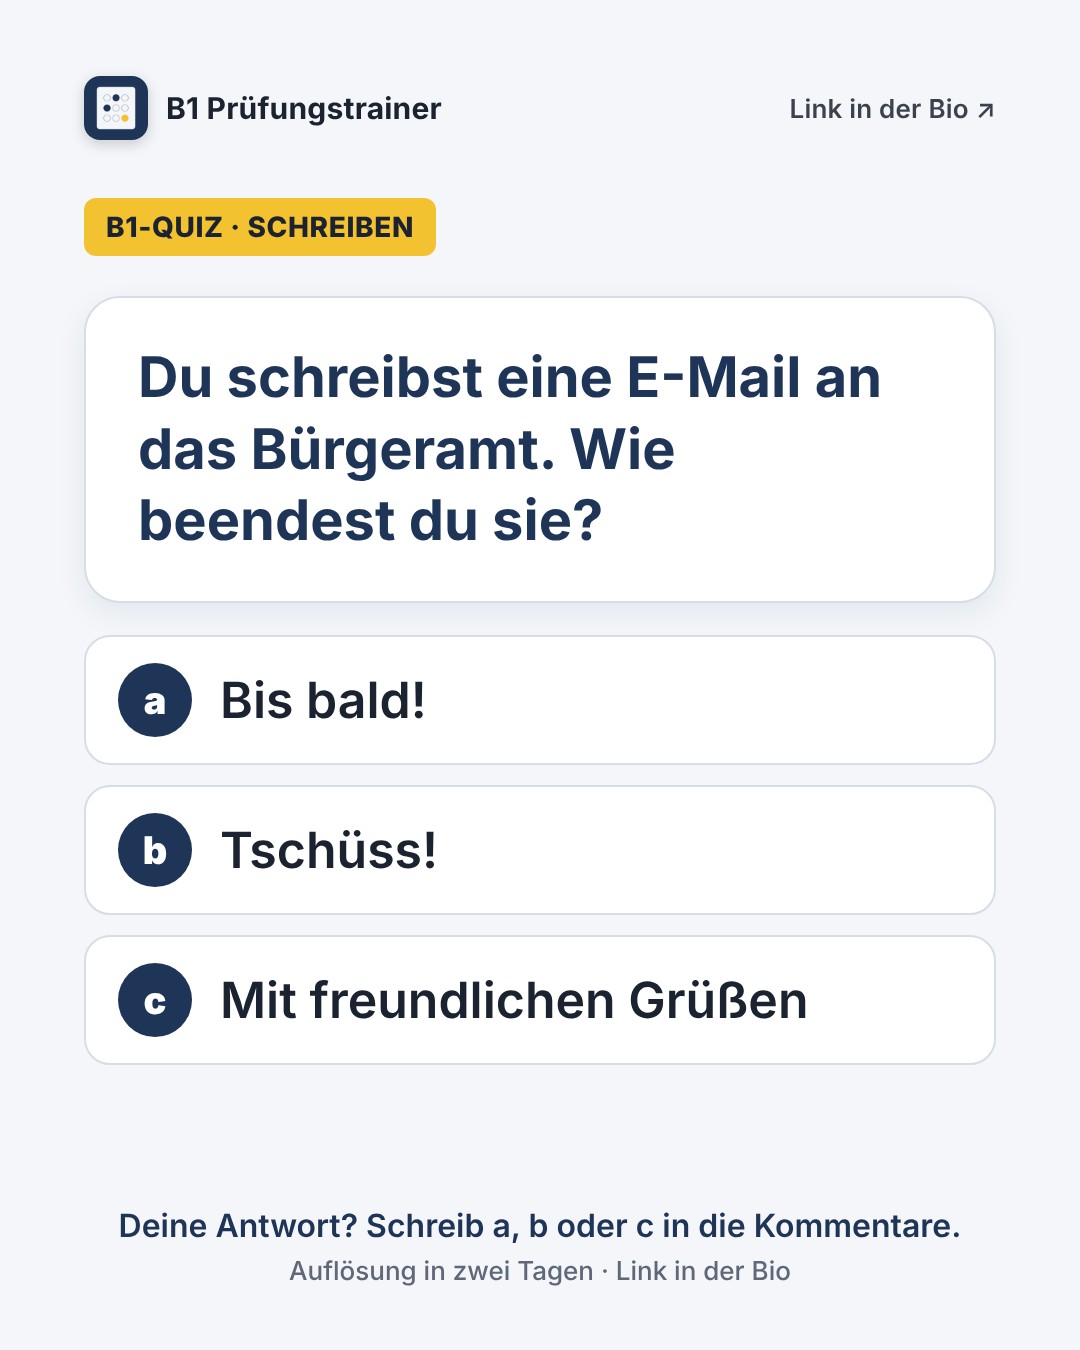 B1 Prüfungstrainer
Link in der Bio ↗
B1-QUIZ · SCHREIBEN
Du schreibst eine E-Mail an
das Bürgeramt. Wie
beendest du sie?
a Bis bald!
b Tschüss!
c Mit freundlichen Grüßen
Deine Antwort? Schreib a, b oder c in die Kommentare.
Auflösung in zwei Tagen · Link in der Bio